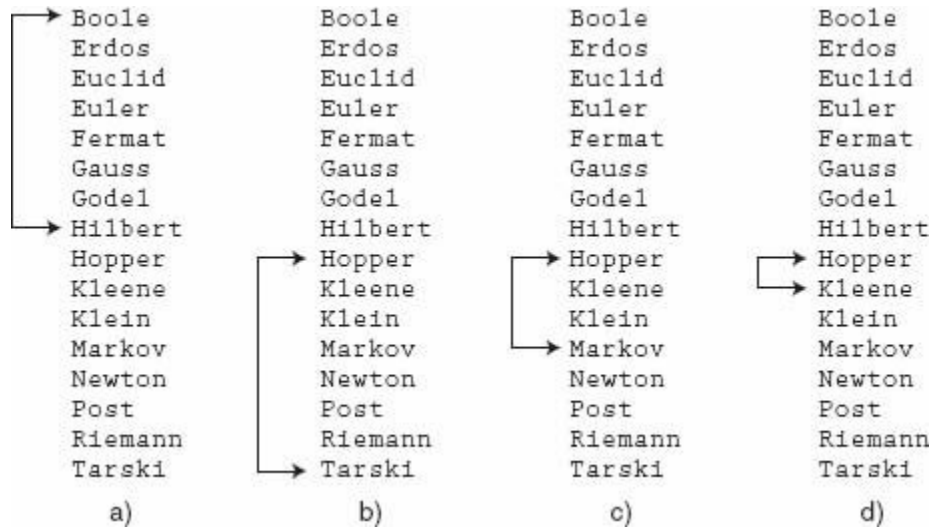 Boole Boole Boole Boole
Erdos Erdos Erdos Erdos
Euclid Euclid Euclid Euclid
Euler Euler Euler Euler
Fermat Fermat Fermat Fermat
Gauss Gauss Gauss Gauss
Godel Godel Godel Godel
Hilbert Hilbert Hilbert Hilbert
Hopper Hopper Hopper Hopper
Kleene Kleene Kleene Kleene
Klein Klein Klein Klein
Markov Markov Markov Markov
Newton Newton Newton Newton
Post Post Post Post
Riemann Riemann Riemann Riemann
Tarski Tarski Tarski Tarski
a) b) c) d)